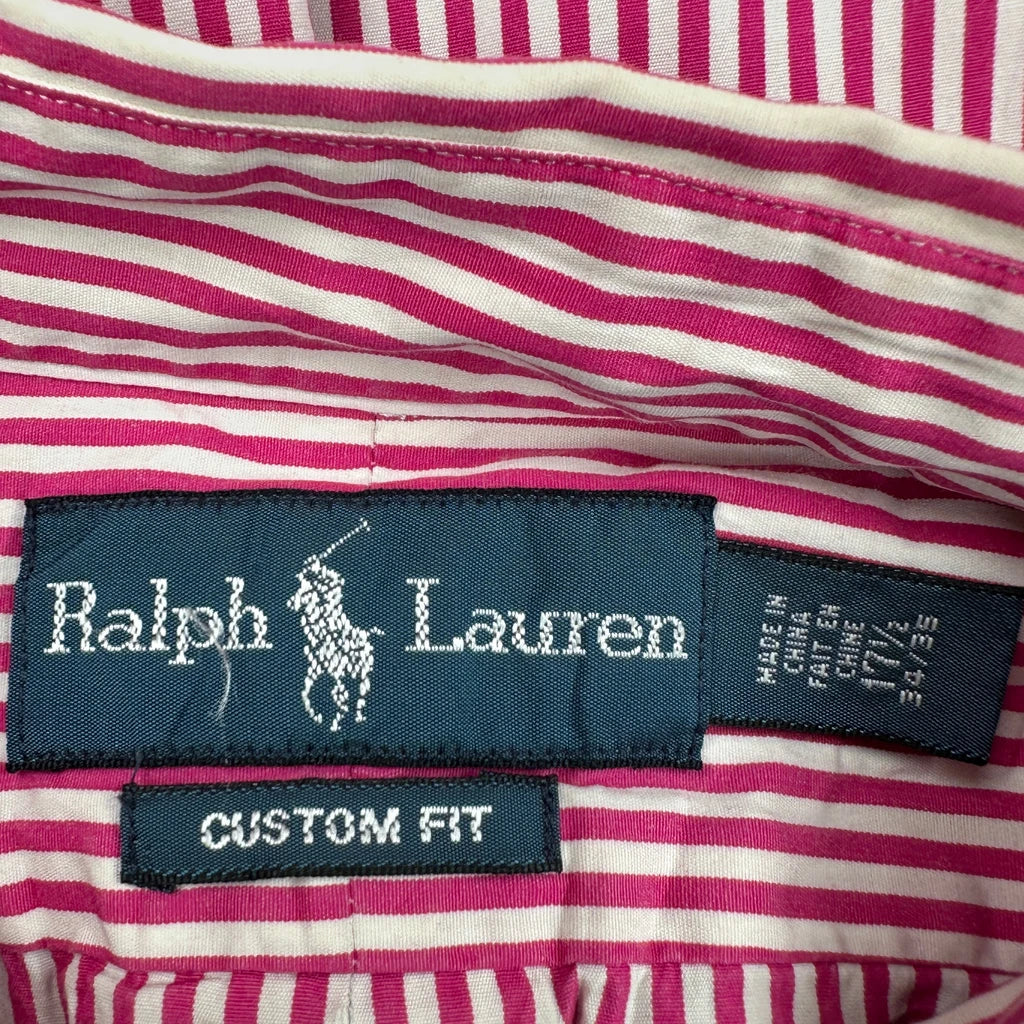 Ralph Lauren
MADE IN
CHINA
FAIT EN
CHINE
17½
34/35
CUSTOM FIT